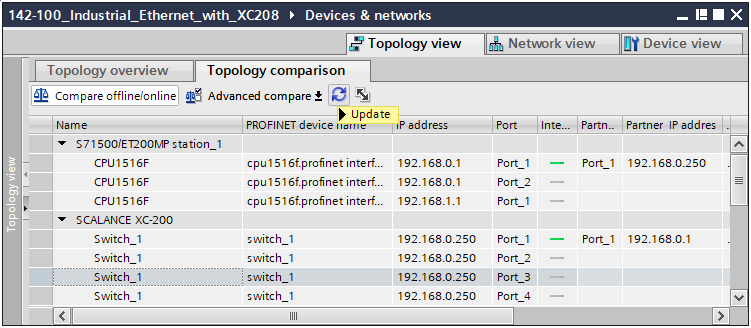 142-100_Industrial_Ethernet_with_XC208 ▸ Devices & networks
Topology view Network view Device view
Topology overview Topology comparison
Compare offline/online Advanced compare
Update
Name PROFINET device name IP address Port Inte... Partn.. Partner IP addres ..
S71500/ET200MP station_1
CPU1516F cpu1516f.profinet interf... 192.168.0.1 Port_1 Port_1 192.168.0.250 .
CPU1516F cpu1516f.profinet interf... 192.168.0.1 Port_2
CPU1516F cpu1516f.profinet interf... 192.168.1.1 Port_1
SCALANCE XC-200
Switch_1 switch_1 192.168.0.250 Port_1 Port_1 192.168.0.1 .
Switch_1 switch_1 192.168.0.250 Port_2
Switch_1 switch_1 192.168.0.250 Port_3
Switch_1 switch_1 192.168.0.250 Port_4
Topology view